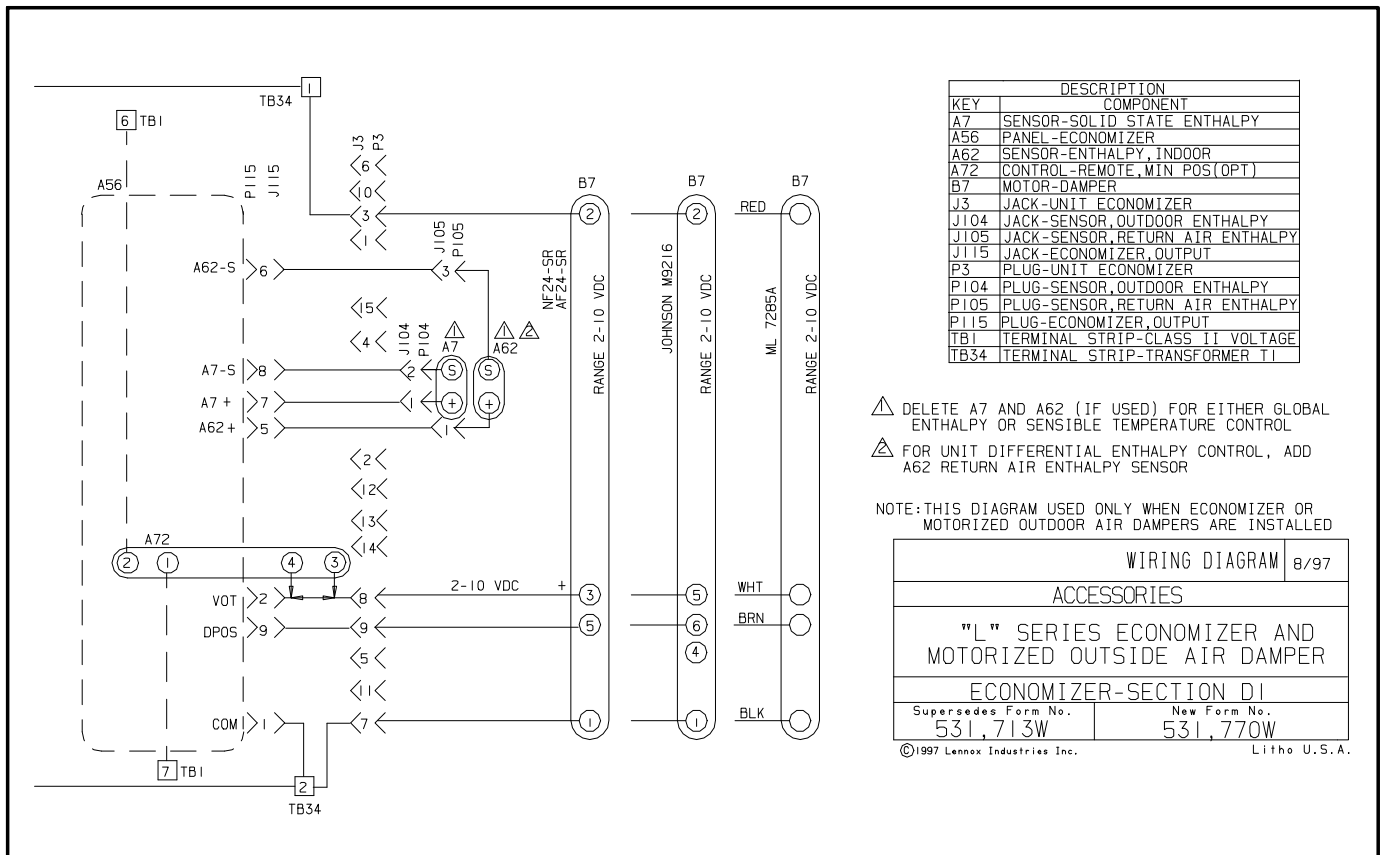 1
TB34
6 TB1
J3
P3
6
10
3
1
P115
J115
A56
A62-S
6
J105
P105
3
15
4
J104
P104
A7
1
A62
1 2
A7-S
8
2
S
S
A7 +
7
1
+
+
A62+
5
1
2
12
13
14
A72
2
1
4
3
VOT
2
8
2-10 VDC
+
DPOS
9
9
5
11
COM
1
7
7 TB1
2
TB34
B7
2
NF24-SR
AF24-SR
RANGE 2-10 VDC
3
5
1
B7
2
JOHNSON M9216
RANGE 2-10 VDC
5
6
4
1
B7
RED
ML 7285A
RANGE 2-10 VDC
WHT
BRN
BLK
DESCRIPTION
KEY COMPONENT
A7 SENSOR-SOLID STATE ENTHALPY
A56 PANEL-ECONOMIZER
A62 SENSOR-ENTHALPY, INDOOR
A72 CONTROL-REMOTE, MIN POS(OPT)
B7 MOTOR-DAMPER
J3 JACK-UNIT ECONOMIZER
J104 JACK-SENSOR, OUTDOOR ENTHALPY
J105 JACK-SENSOR, RETURN AIR ENTHALPY
J115 JACK-ECONOMIZER, OUTPUT
P3 PLUG-UNIT ECONOMIZER
P104 PLUG-SENSOR, OUTDOOR ENTHALPY
P105 PLUG-SENSOR, RETURN AIR ENTHALPY
P115 PLUG-ECONOMIZER, OUTPUT
TB1 TERMINAL STRIP-CLASS II VOLTAGE
TB34 TERMINAL STRIP-TRANSFORMER T1
1 DELETE A7 AND A62 (IF USED) FOR EITHER GLOBAL
ENTHALPY OR SENSIBLE TEMPERATURE CONTROL
2 FOR UNIT DIFFERENTIAL ENTHALPY CONTROL, ADD
A62 RETURN AIR ENTHALPY SENSOR
NOTE: THIS DIAGRAM USED ONLY WHEN ECONOMIZER OR
MOTORIZED OUTDOOR AIR DAMPERS ARE INSTALLED
WIRING DIAGRAM 8/97
ACCESSORIES
"L" SERIES ECONOMIZER AND
MOTORIZED OUTSIDE AIR DAMPER
ECONOMIZER-SECTION D1
Supersedes Form No. New Form No.
531,713W 531,770W
©1997 Lennox Industries Inc. Litho U.S.A.